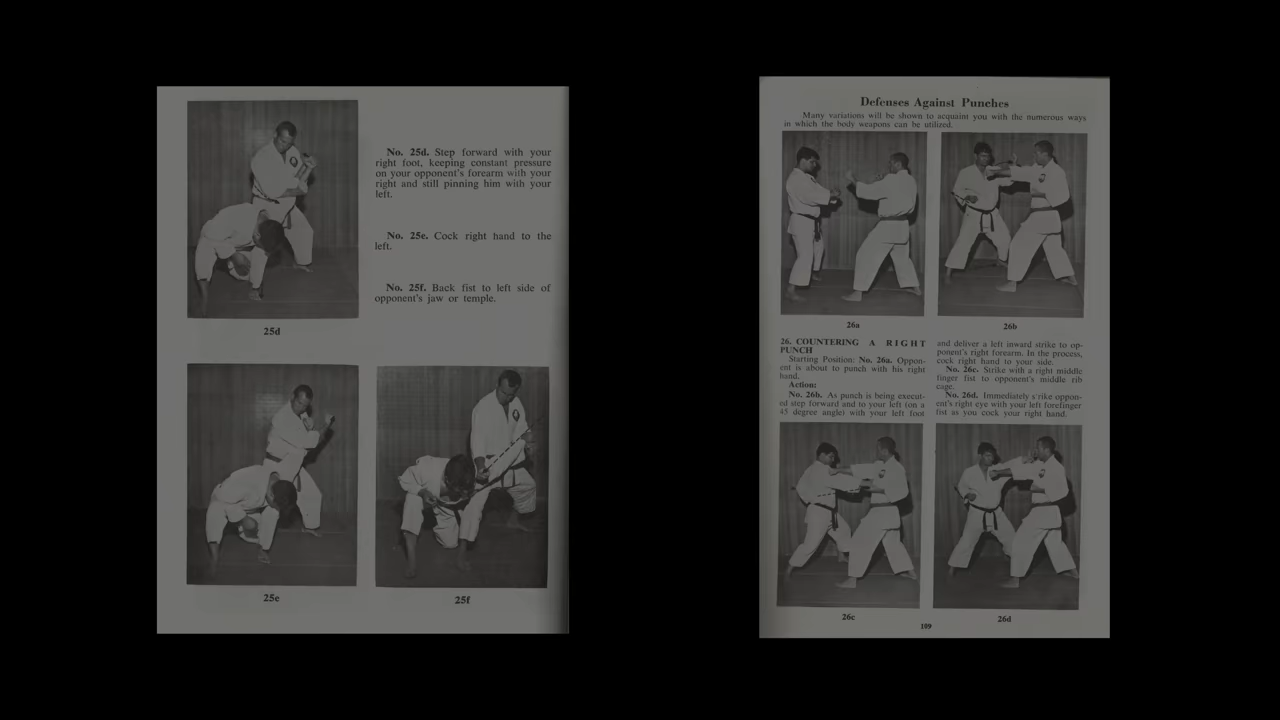 No. 25d. Step forward with your
right foot, keeping constant pressure
on your opponent's forearm with your
right and still pinning him with your
left.
No. 25e. Cock right hand to the
left.
No. 25f. Back fist to left side of
opponent's jaw or temple.
25d
25e
25f
Defenses Against Punches
Many variations will be shown to acquaint you with the numerous ways
in which the body weapons can be utilized.
26a
26b
26. COUNTERING A RIGHT
PUNCH
Starting Position: No. 26a. Oppon-
ent is about to punch with his right
hand.
Action:
No. 26b. As punch is being execut-
ed step forward and to your left (on a
45 degree angle) with your left foot
and deliver a left inward strike to op-
ponent's right forearm. In the process,
cock right hand to your side.
No. 26c. Strike with a right middle
finger fist to opponent's middle rib
cage.
No. 26d. Immediately strike oppon-
ent's right eye with your left forefinger
fist as you cock your right hand.
26c
26d
109